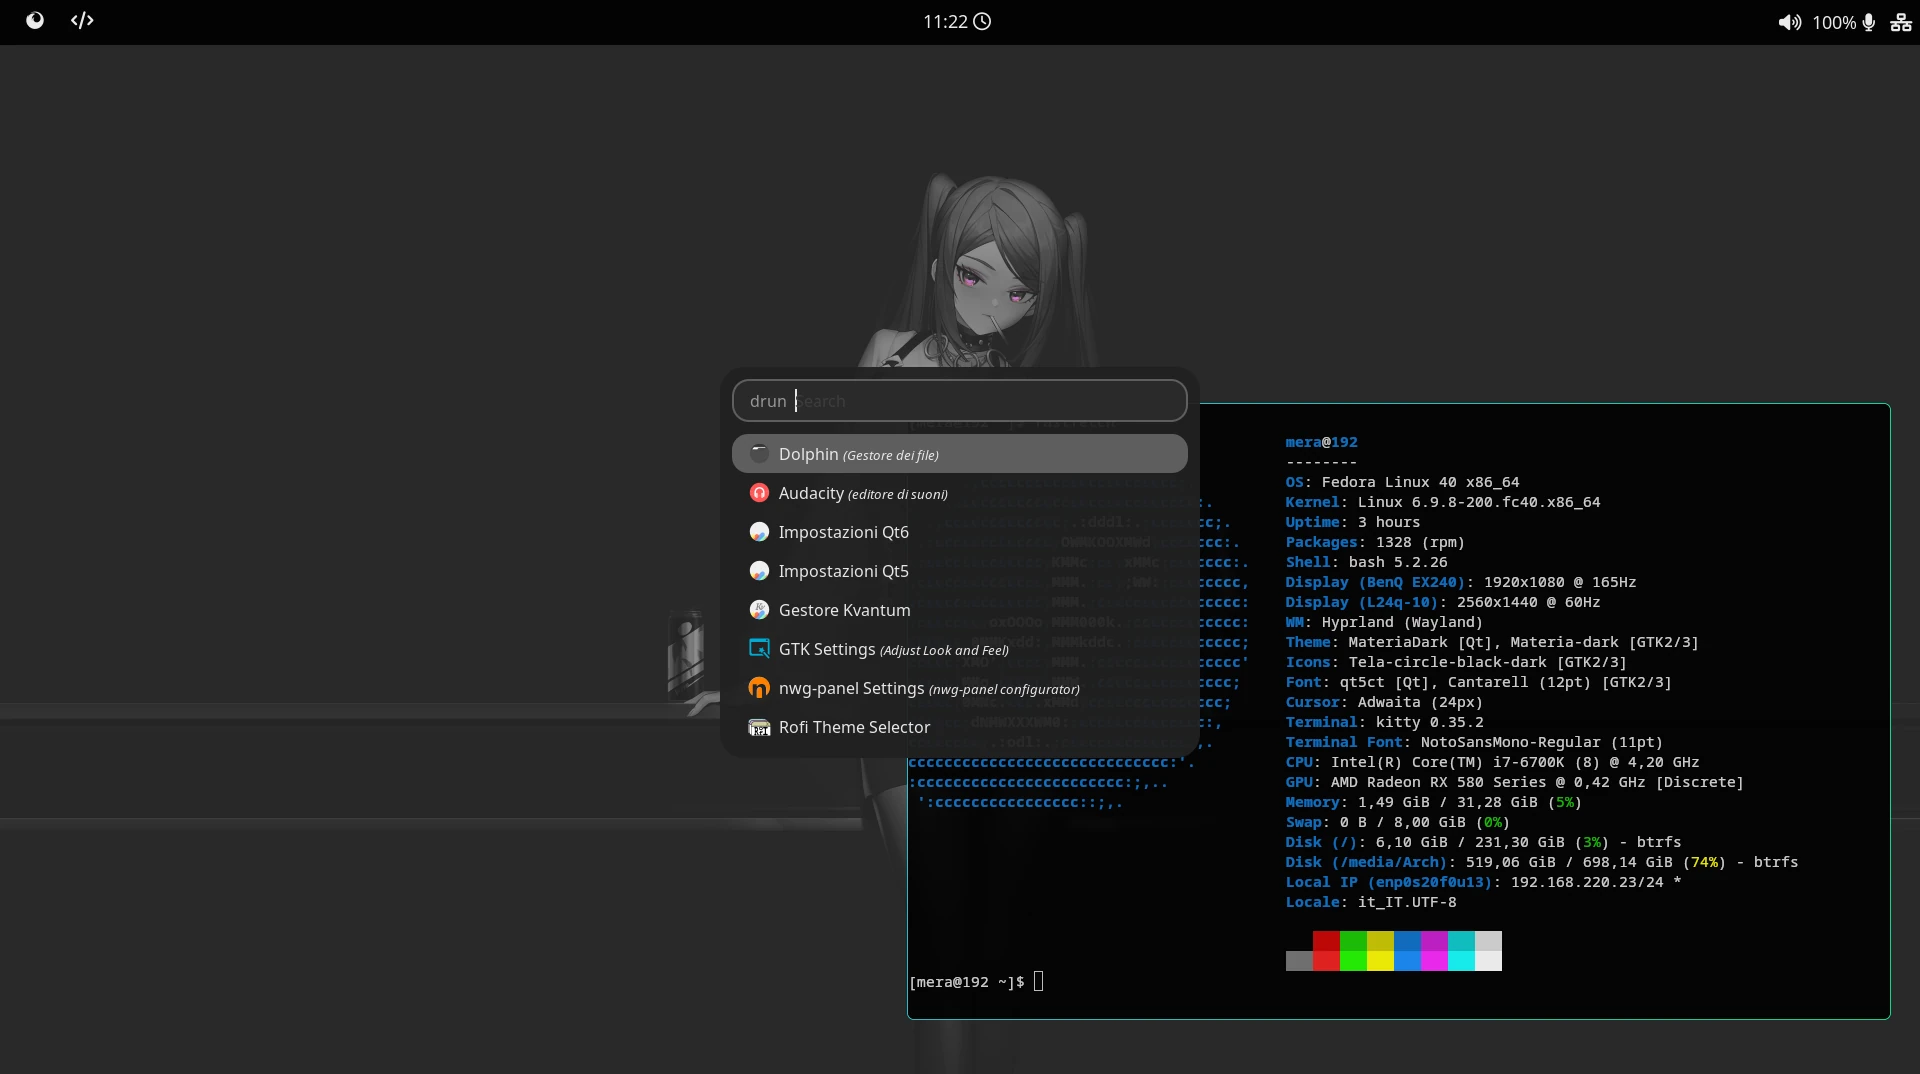 </>
11:22
100%
drun Search
Dolphin (Gestore dei file)
Audacity (editore di suoni)
Impostazioni Qt6
Impostazioni Qt5
Gestore Kvantum
GTK Settings (Adjust Look and Feel)
nwg-panel Settings (nwg-panel configurator)
Rofi Theme Selector
mera@192
--------
OS: Fedora Linux 40 x86_64
Kernel: Linux 6.9.8-200.fc40.x86_64
Uptime: 3 hours
Packages: 1328 (rpm)
Shell: bash 5.2.26
Display (BenQ EX240): 1920x1080 @ 165Hz
Display (L24q-10): 2560x1440 @ 60Hz
WM: Hyprland (Wayland)
Theme: MateriaDark [Qt], Materia-dark [GTK2/3]
Icons: Tela-circle-black-dark [GTK2/3]
Font: qt5ct [Qt], Cantarell (12pt) [GTK2/3]
Cursor: Adwaita (24px)
Terminal: kitty 0.35.2
Terminal Font: NotoSansMono-Regular (11pt)
CPU: Intel(R) Core(TM) i7-6700K (8) @ 4,20 GHz
GPU: AMD Radeon RX 580 Series @ 0,42 GHz [Discrete]
Memory: 1,49 GiB / 31,28 GiB (5%)
Swap: 0 B / 8,00 GiB (0%)
Disk (/): 6,10 GiB / 231,30 GiB (3%) - btrfs
Disk (/media/Arch): 519,06 GiB / 698,14 GiB (74%) - btrfs
Local IP (enp0s20f0u13): 192.168.220.23/24 *
Locale: it_IT.UTF-8
[mera@192 ~]$